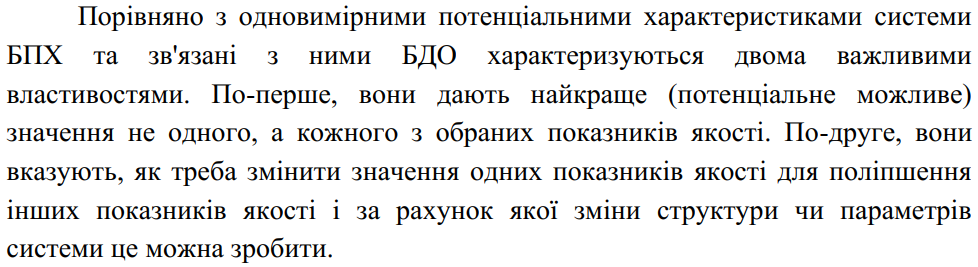 Порівняно з одновимірними потенціальними характеристиками системи
БПХ та зв'язані з ними БДО характеризуються двома важливими
властивостями. По-перше, вони дають найкраще (потенціальне можливе)
значення не одного, а кожного з обраних показників якості. По-друге, вони
вказують, як треба змінити значення одних показників якості для поліпшення
інших показників якості і за рахунок якої зміни структури чи параметрів
системи це можна зробити.